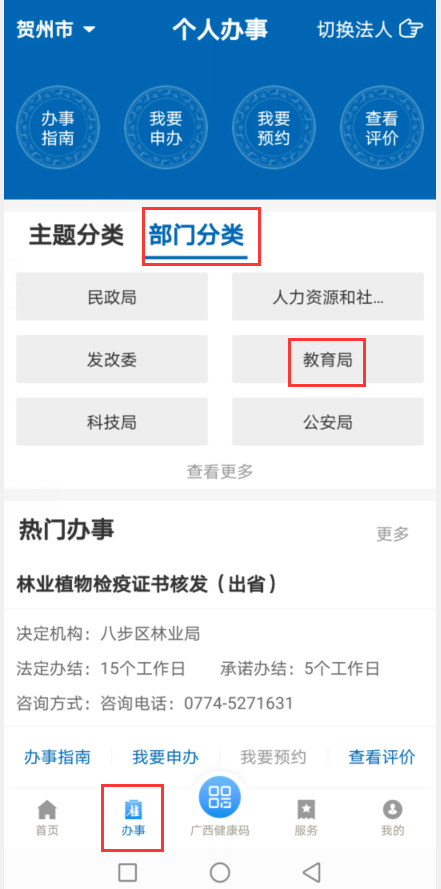 贺州市 个人办事 切换法人
办事 我要 我要 查看
指南 申办 预约 评价
主题分类 部门分类
民政局 人力资源和社...
发改委 教育局
科技局 公安局
查看更多
热门办事 更多
林业植物检疫证书核发（出省）
决定机构：八步区林业局
法定办结：15个工作日 承诺办结：5个工作日
咨询方式：咨询电话：0774-5271631
办事指南 我要申办 我要预约 查看评价
首页 办事 广西健康码 服务 我的